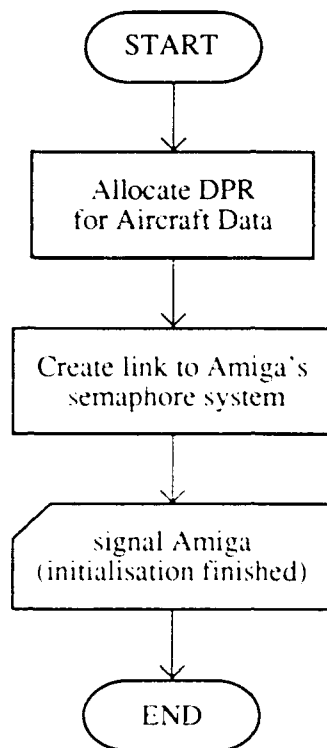 START
Allocate DPR
for Aircraft Data
Create link to Amiga's
semaphore system
signal Amiga
(initialisation finished)
END